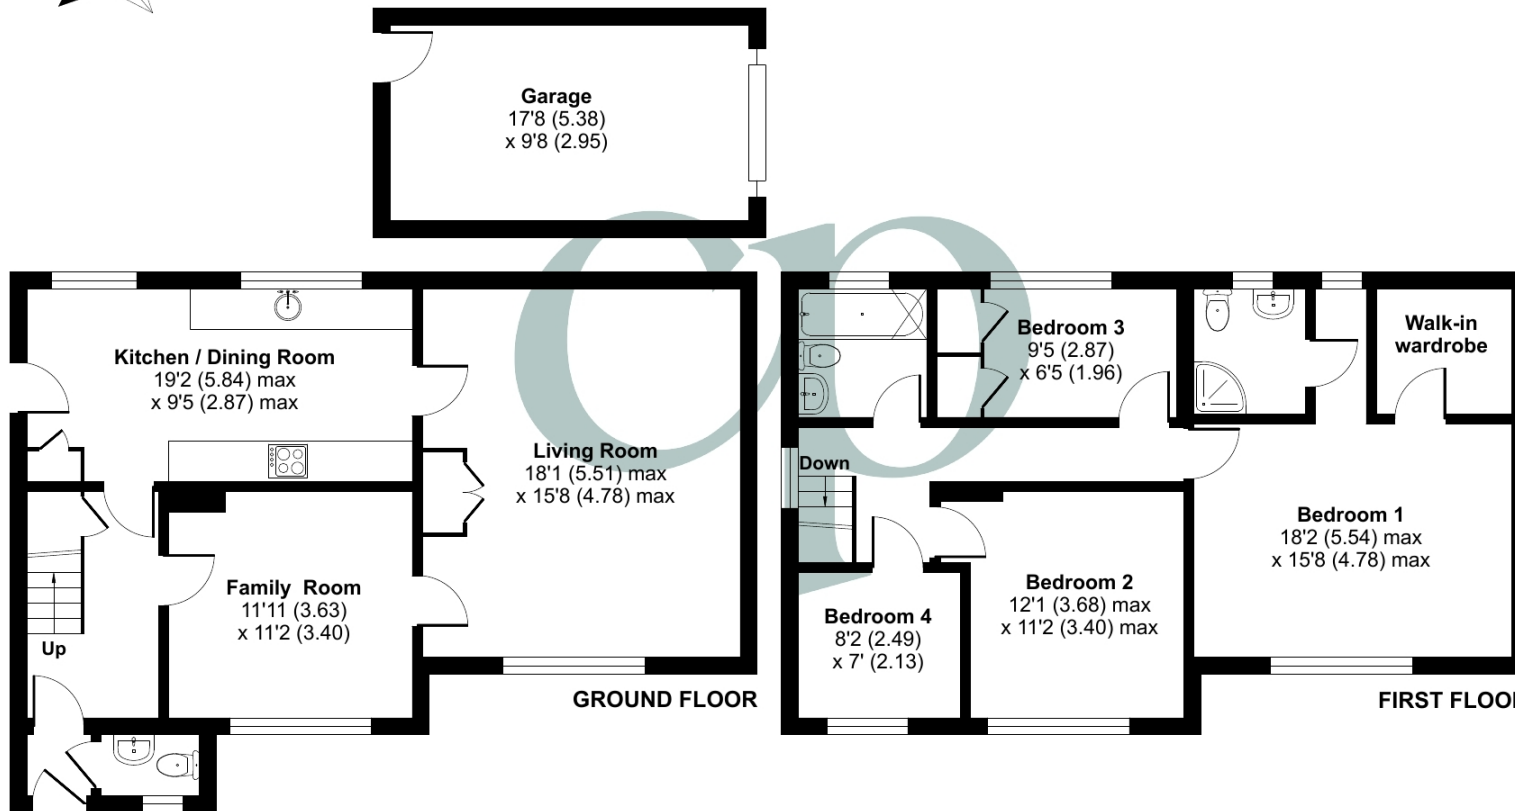 Garage
17'8 (5.38)
x 9'8 (2.95)
Kitchen / Dining Room
19'2 (5.84) max
x 9'5 (2.87) max
Living Room
18'1 (5.51) max
x 15'8 (4.78) max
Family Room
11'11 (3.63)
x 11'2 (3.40)
Up
GROUND FLOOR
cp
Bedroom 3
9'5 (2.87)
x 6'5 (1.96)
Walk-in
wardrobe
Down
Bedroom 1
18'2 (5.54) max
x 15'8 (4.78) max
Bedroom 2
12'1 (3.68) max
x 11'2 (3.40) max
Bedroom 4
8'2 (2.49)
x 7' (2.13)
FIRST FLOO